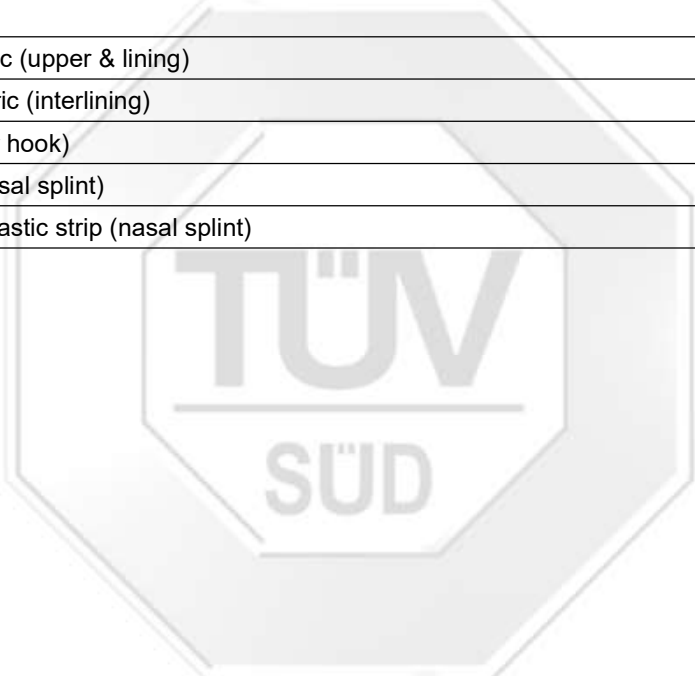 c (upper & lining)
ic (interlining)
hook)
sal splint)
astic strip (nasal splint)
TÜV
SÜD